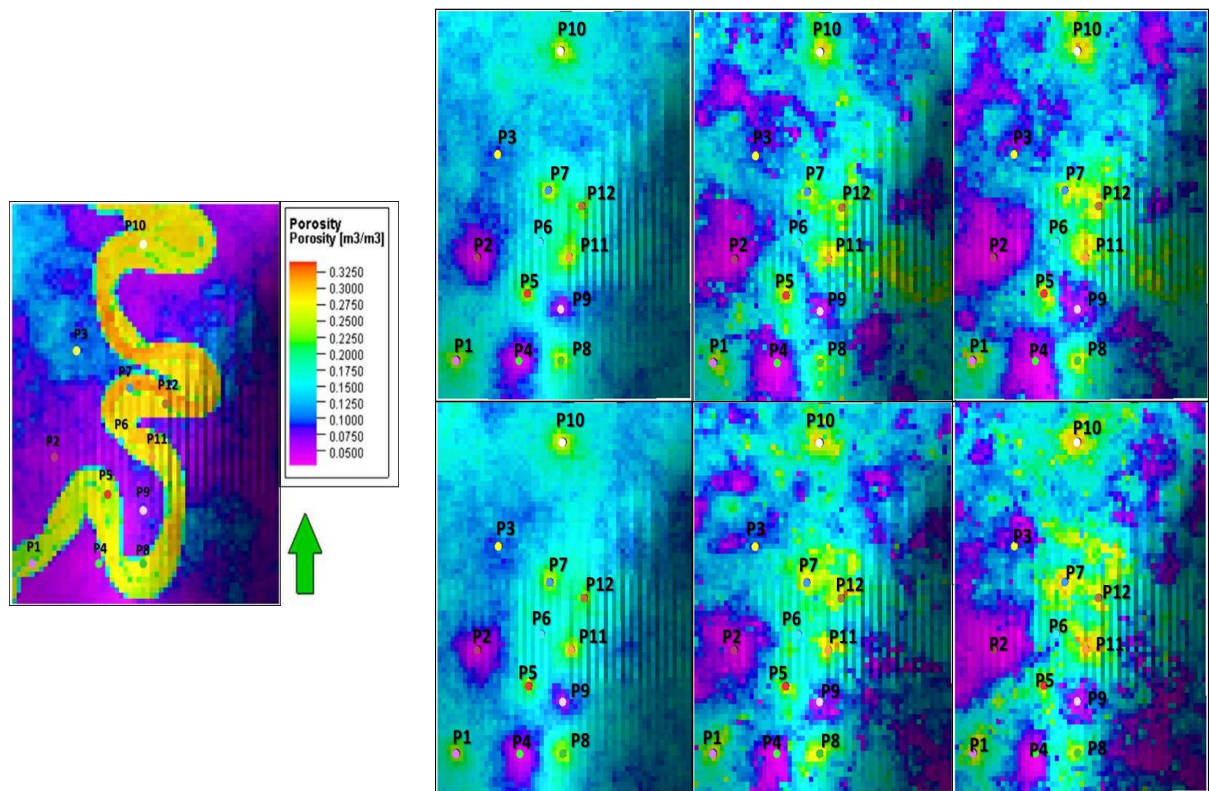 P10
P3
P7
P12
P6
P11
P2
P5
P9
P1
P4
P8
Porosity
Porosity [m3/m3]
0.3250
0.3000
0.2750
0.2500
0.2250
0.2000
0.1750
0.1500
0.1250
0.1000
0.0750
0.0500
P10
P3
P7
P12
P6
P2
P11
P5
P9
P1
P4
P8
P10
P3
P7
P12
P6
P2
P11
P5
P9
P1
P4
P8
P10
P3
P7
P12
P6
P2
P11
P5
P9
P1
P4
P8
P10
P3
P7
P12
P6
P2
P11
P5
P9
P1
P4
P8
P10
P3
P7
P12
P6
P2
P11
P5
P9
P1
P4
P8
P10
P3
P7
P12
P6
R2
P11
P5
P9
P1
P4
P8